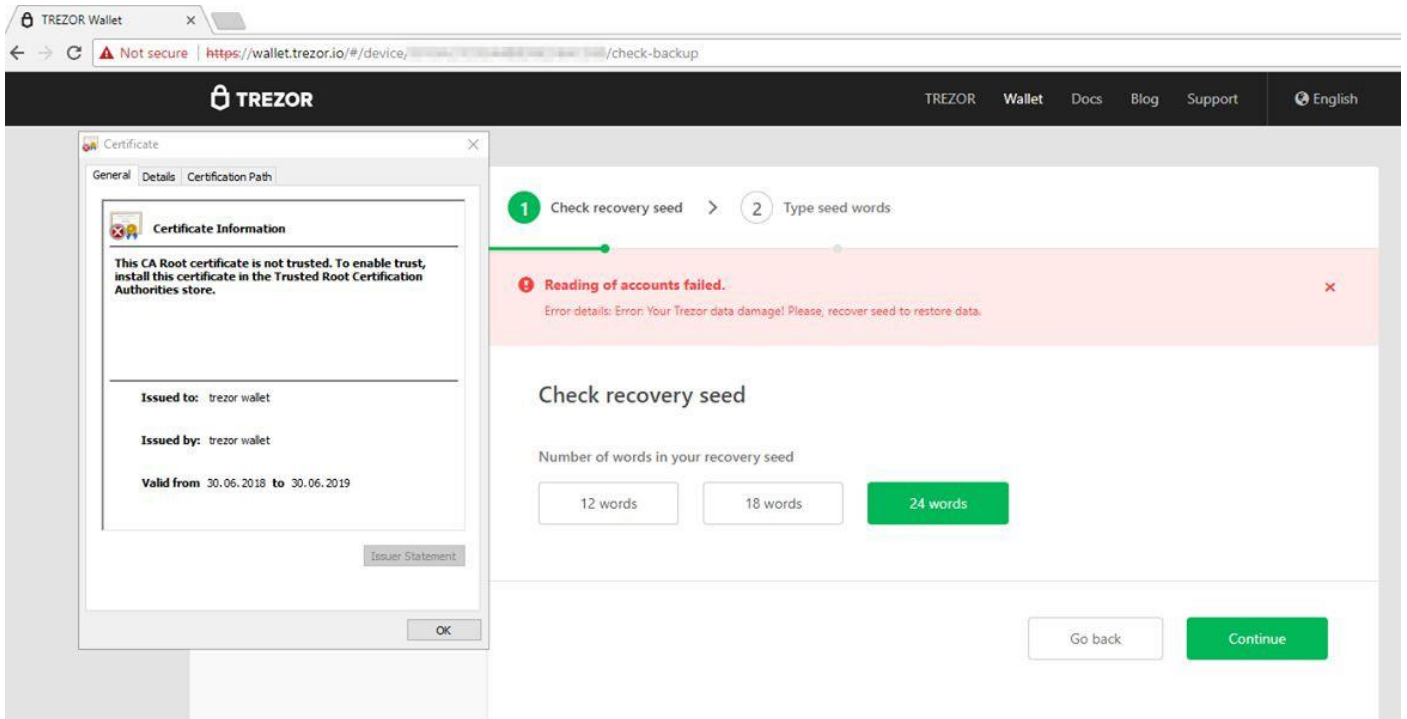 TREZOR Wallet
Not secure | https://wallet.trezor.io/#/device/ /check-backup
TREZOR
TREZOR Wallet Docs Blog Support English
Certificate
General Details Certification Path
Certificate Information
This CA Root certificate is not trusted. To enable trust,
install this certificate in the Trusted Root Certification
Authorities store.
Issued to: trezor wallet
Issued by: trezor wallet
Valid from 30.06.2018 to 30.06.2019
Issuer Statement
OK
1 Check recovery seed > 2 Type seed words
Reading of accounts failed.
Error details: Error: Your Trezor data damage! Please, recover seed to restore data.
Check recovery seed
Number of words in your recovery seed
12 words 18 words 24 words
Go back Continue